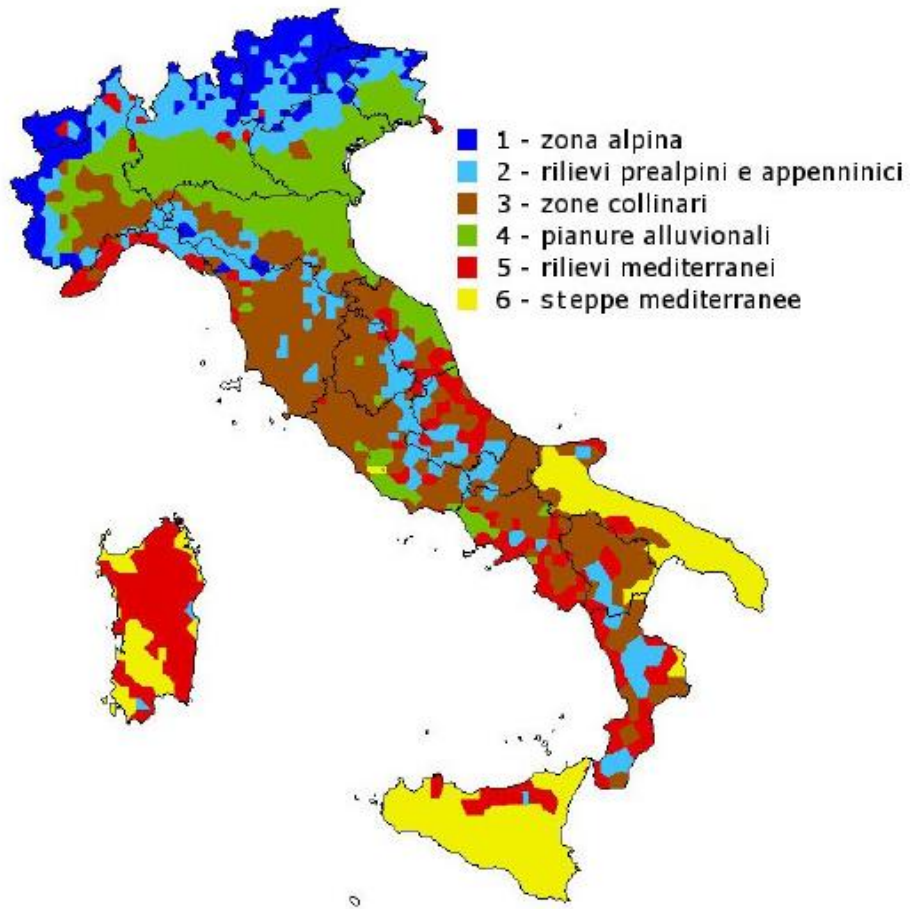 1 - zona alpina
2 - rilievi prealpini e appenninici
3 - zone collinari
4 - pianure alluvionali
5 - rilievi mediterranei
6 - steppe mediterranee